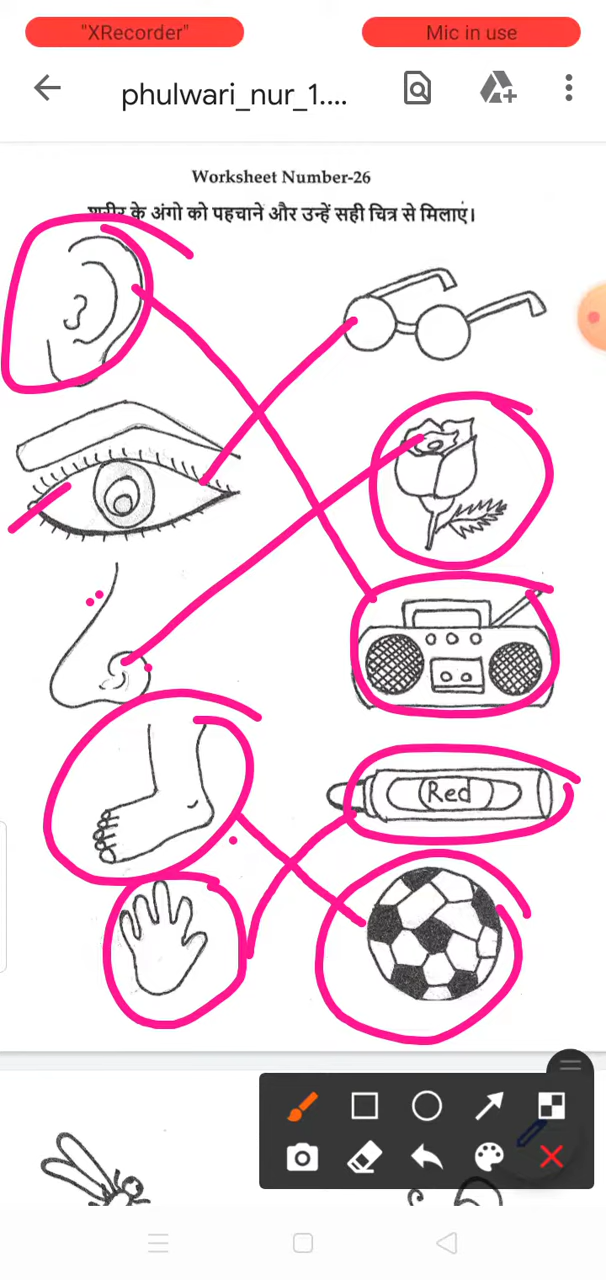 "XRecorder"
Mic in use
phulwari_nur_1....
Worksheet Number-26
शरीर के अंगो को पहचाने और उन्हें सही चित्र से मिलाएं।
Red